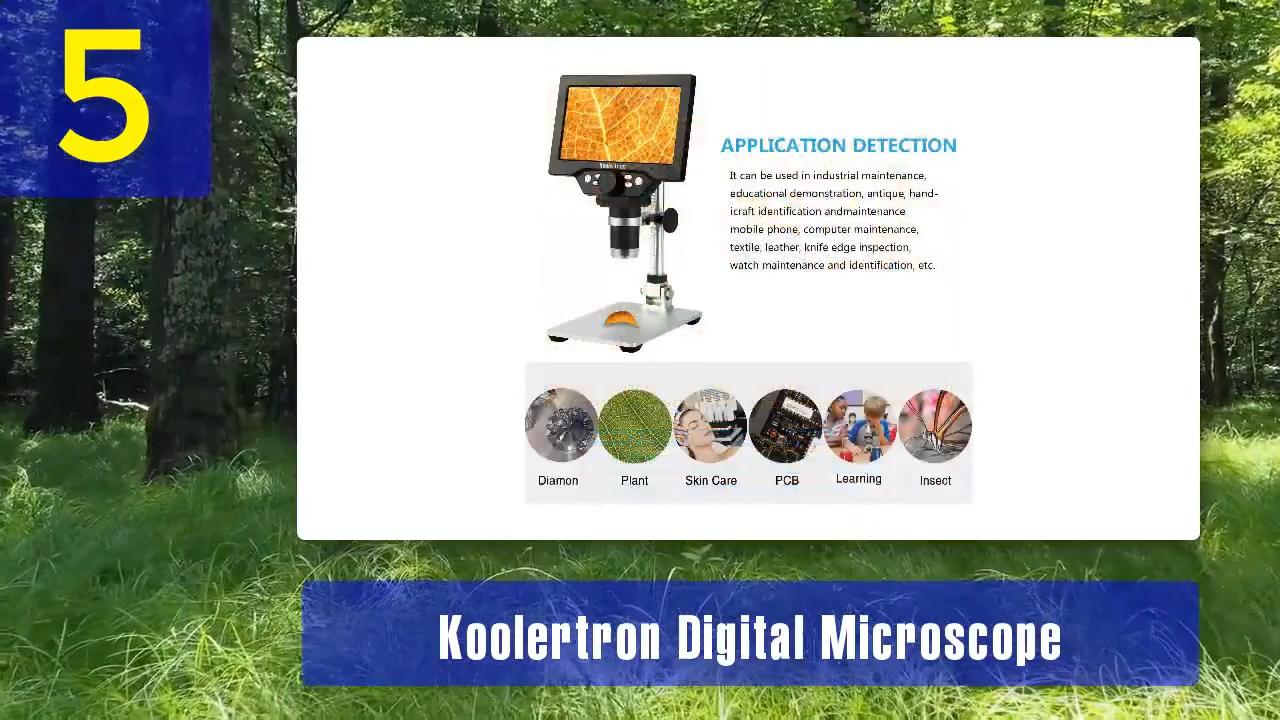 5
Koolertron
APPLICATION DETECTION
It can be used in industrial maintenance,
educational demonstration, antique, hand-
icraft identification andmaintenance
mobile phone, computer maintenance,
textile, leather, knife edge inspection,
watch maintenance and identification, etc.
Diamon
Plant
Skin Care
PCB
Learning
Insect
Koolertron Digital Microscope